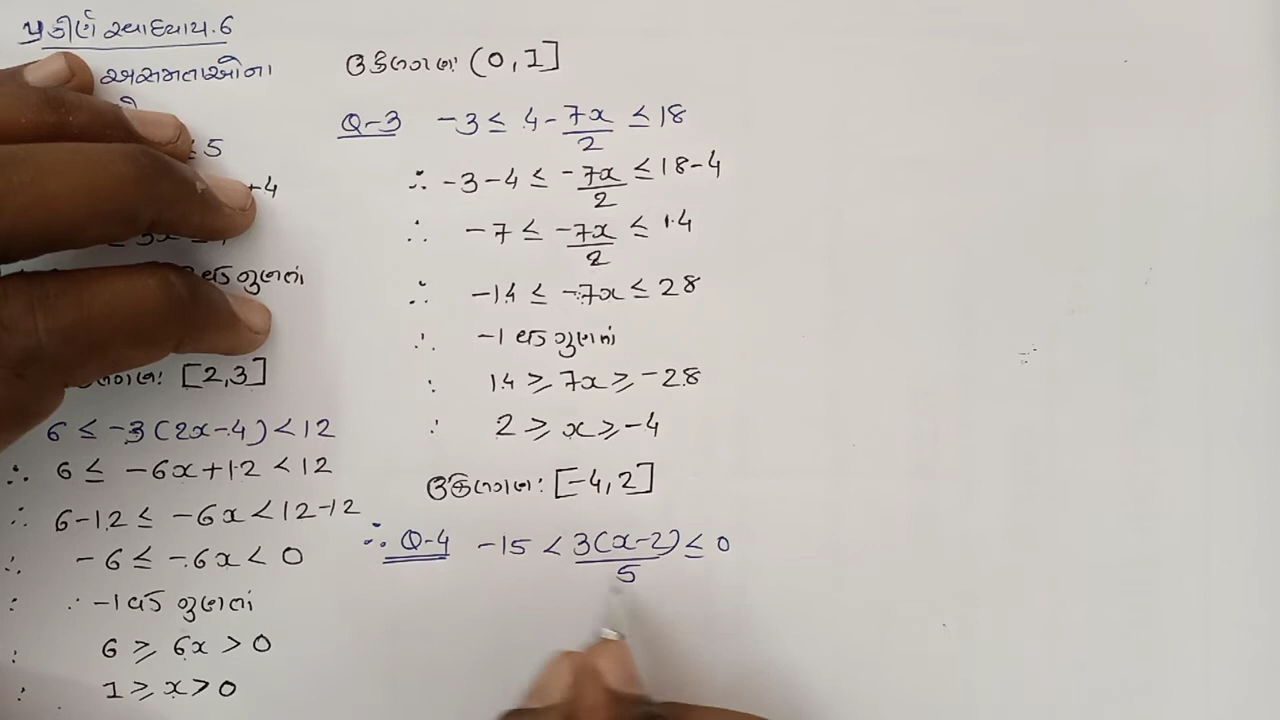 પ્રકીર્ણ સ્વાધ્યાય.6
અસમતાઓના
≤ 5
+4
વડે ગુણતાં
[2,3]
6 ≤ -3(2x-4) < 12
∴ 6 ≤ -6x+12 < 12
∴ 6-12 ≤ -6x < 12-12
∴ -6 ≤ -6x < 0
∴ -1 વડે ગુણતાં
6 ≥ 6x > 0
1 ≥ x > 0
ઉકેલગણ: (0,1]
Q-3 -3 ≤ 4-7x/2 ≤ 18
∴ -3-4 ≤ -7x/2 ≤ 18-4
∴ -7 ≤ -7x/2 ≤ 14
∴ -14 ≤ -7x ≤ 28
∴ -1 વડે ગુણતાં
14 ≥ 7x ≥ -28
2 ≥ x ≥ -4
ઉકેલગણ: [-4,2]
∴ Q-4 -15 < 3(x-2)/5 ≤ 0